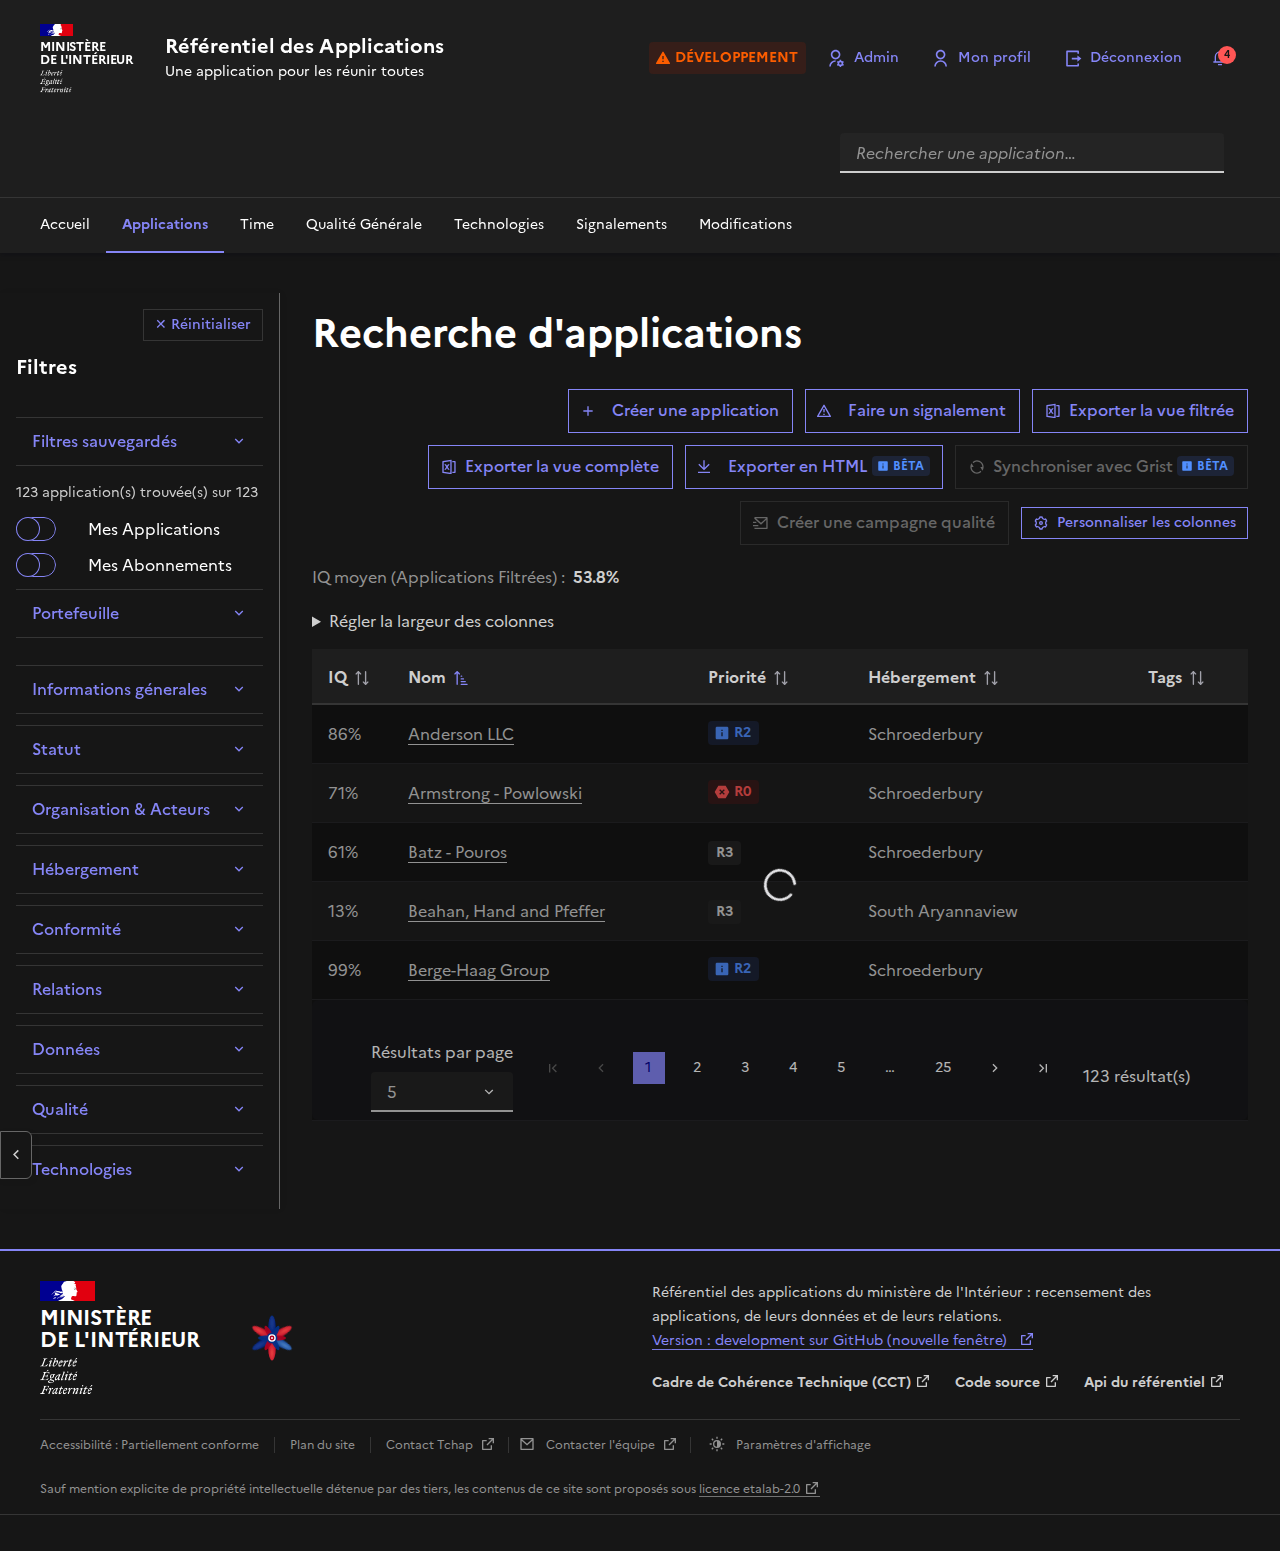 MINISTÈRE
DE L'INTÉRIEUR
Liberté
Égalité
Fraternité
Référentiel des Applications
Une application pour les réunir toutes
DÉVELOPPEMENT
Admin
Mon profil
Déconnexion
4
Rechercher une application…
Accueil
Applications
Time
Qualité Générale
Technologies
Signalements
Modifications
Réinitialiser
Filtres
Filtres sauvegardés
123 application(s) trouvée(s) sur 123
Mes Applications
Mes Abonnements
Portefeuille
Informations génerales
Statut
Organisation & Acteurs
Hébergement
Conformité
Relations
Données
Qualité
Technologies
Recherche d'applications
Créer une application
Faire un signalement
Exporter la vue filtrée
Exporter la vue complète
Exporter en HTML BÊTA
Synchroniser avec Grist BÊTA
Créer une campagne qualité
Personnaliser les colonnes
IQ moyen (Applications Filtrées) : 53.8%
Régler la largeur des colonnes
IQ Nom Priorité Hébergement Tags
86% Anderson LLC R2 Schroederbury
71% Armstrong - Powlowski R0 Schroederbury
61% Batz - Pouros R3 Schroederbury
13% Beahan, Hand and Pfeffer R3 South Aryannaview
99% Berge-Haag Group R2 Schroederbury
Résultats par page
5
1 2 3 4 5 … 25
123 résultat(s)
MINISTÈRE
DE L'INTÉRIEUR
Liberté
Égalité
Fraternité
Référentiel des applications du ministère de l'Intérieur : recensement des
applications, de leurs données et de leurs relations.
Version : development sur GitHub (nouvelle fenêtre)
Cadre de Cohérence Technique (CCT)
Code source
Api du référentiel
Accessibilité : Partiellement conforme
Plan du site
Contact Tchap
Contacter l'équipe
Paramètres d'affichage
Sauf mention explicite de propriété intellectuelle détenue par des tiers, les contenus de ce site sont proposés sous licence etalab-2.0